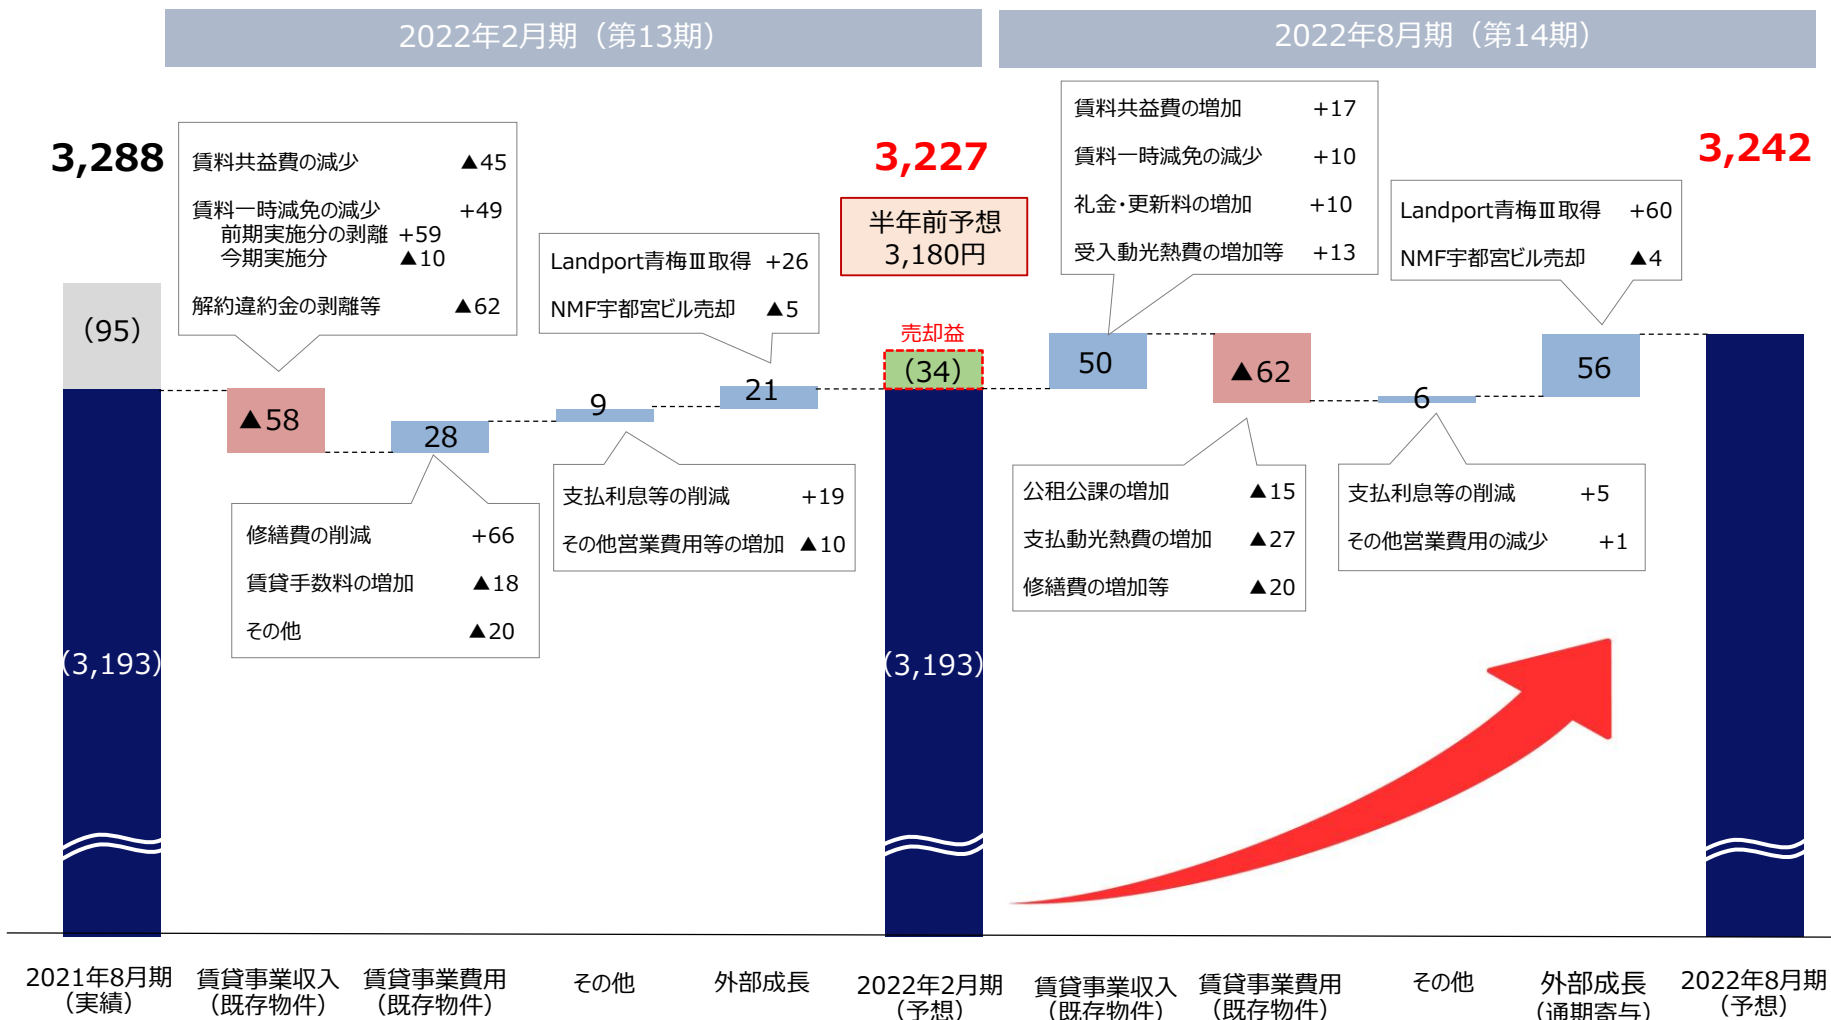 2022年2月期（第13期）
2022年8月期（第14期）
3,288
賃料共益費の減少 ▲45
賃料一時減免の減少 +49
前期実施分の剥離 +59
今期実施分 ▲10
解約違約金の剥離等 ▲62
Landport青梅Ⅲ取得 +26
NMF宇都宮ビル売却 ▲5
3,227
半年前予想
3,180円
賃料共益費の増加 +17
賃料一時減免の減少 +10
礼金・更新料の増加 +10
受入動光熱費の増加等 +13
Landport青梅Ⅲ取得 +60
NMF宇都宮ビル売却 ▲4
3,242
(95)
▲58
28
9
21
売却益
(34)
50
▲62
6
56
修繕費の削減 +66
賃貸手数料の増加 ▲18
その他 ▲20
支払利息等の削減 +19
その他営業費用等の増加 ▲10
公租公課の増加 ▲15
支払動光熱費の増加 ▲27
修繕費の増加等 ▲20
支払利息等の削減 +5
その他営業費用の減少 +1
(3,193)
(3,193)
2021年8月期
（実績）
賃貸事業収入
（既存物件）
賃貸事業費用
（既存物件）
その他
外部成長
2022年2月期
（予想）
賃貸事業収入
（既存物件）
賃貸事業費用
（既存物件）
その他
外部成長
（通期寄与）
2022年8月期
（予想）